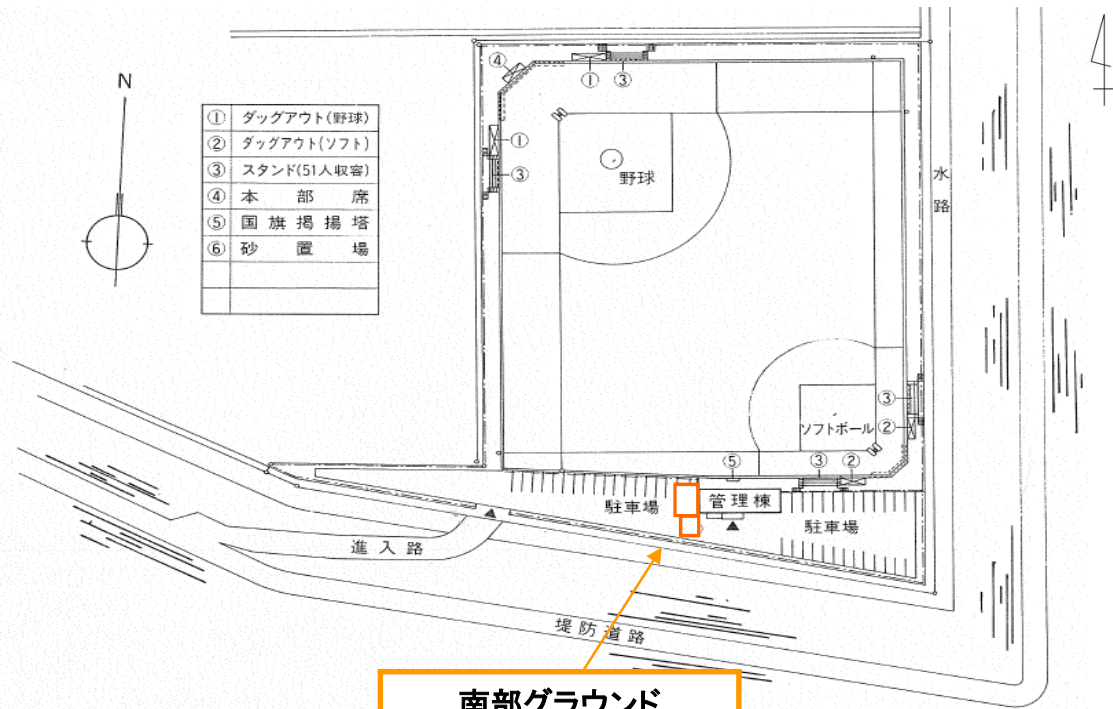 N
① ダッグアウト(野球)
② ダッグアウト(ソフト)
③ スタンド(51人収容)
④ 本部席
⑤ 国旗掲揚塔
⑥ 砂置場
④
①
③
①
③
野球
水路
③
②
ソフトボール
⑤
③
②
駐車場
管理棟
駐車場
進入路
堤防道路
南部グラウンド